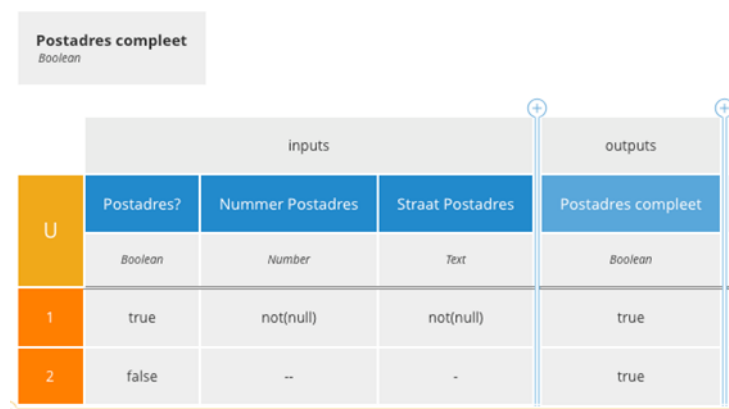 Postadres compleet
Boolean
inputs outputs
U Postadres? Nummer Postadres Straat Postadres Postadres compleet
Boolean Number Text Boolean
1 true not(null) not(null) true
2 false -- - true